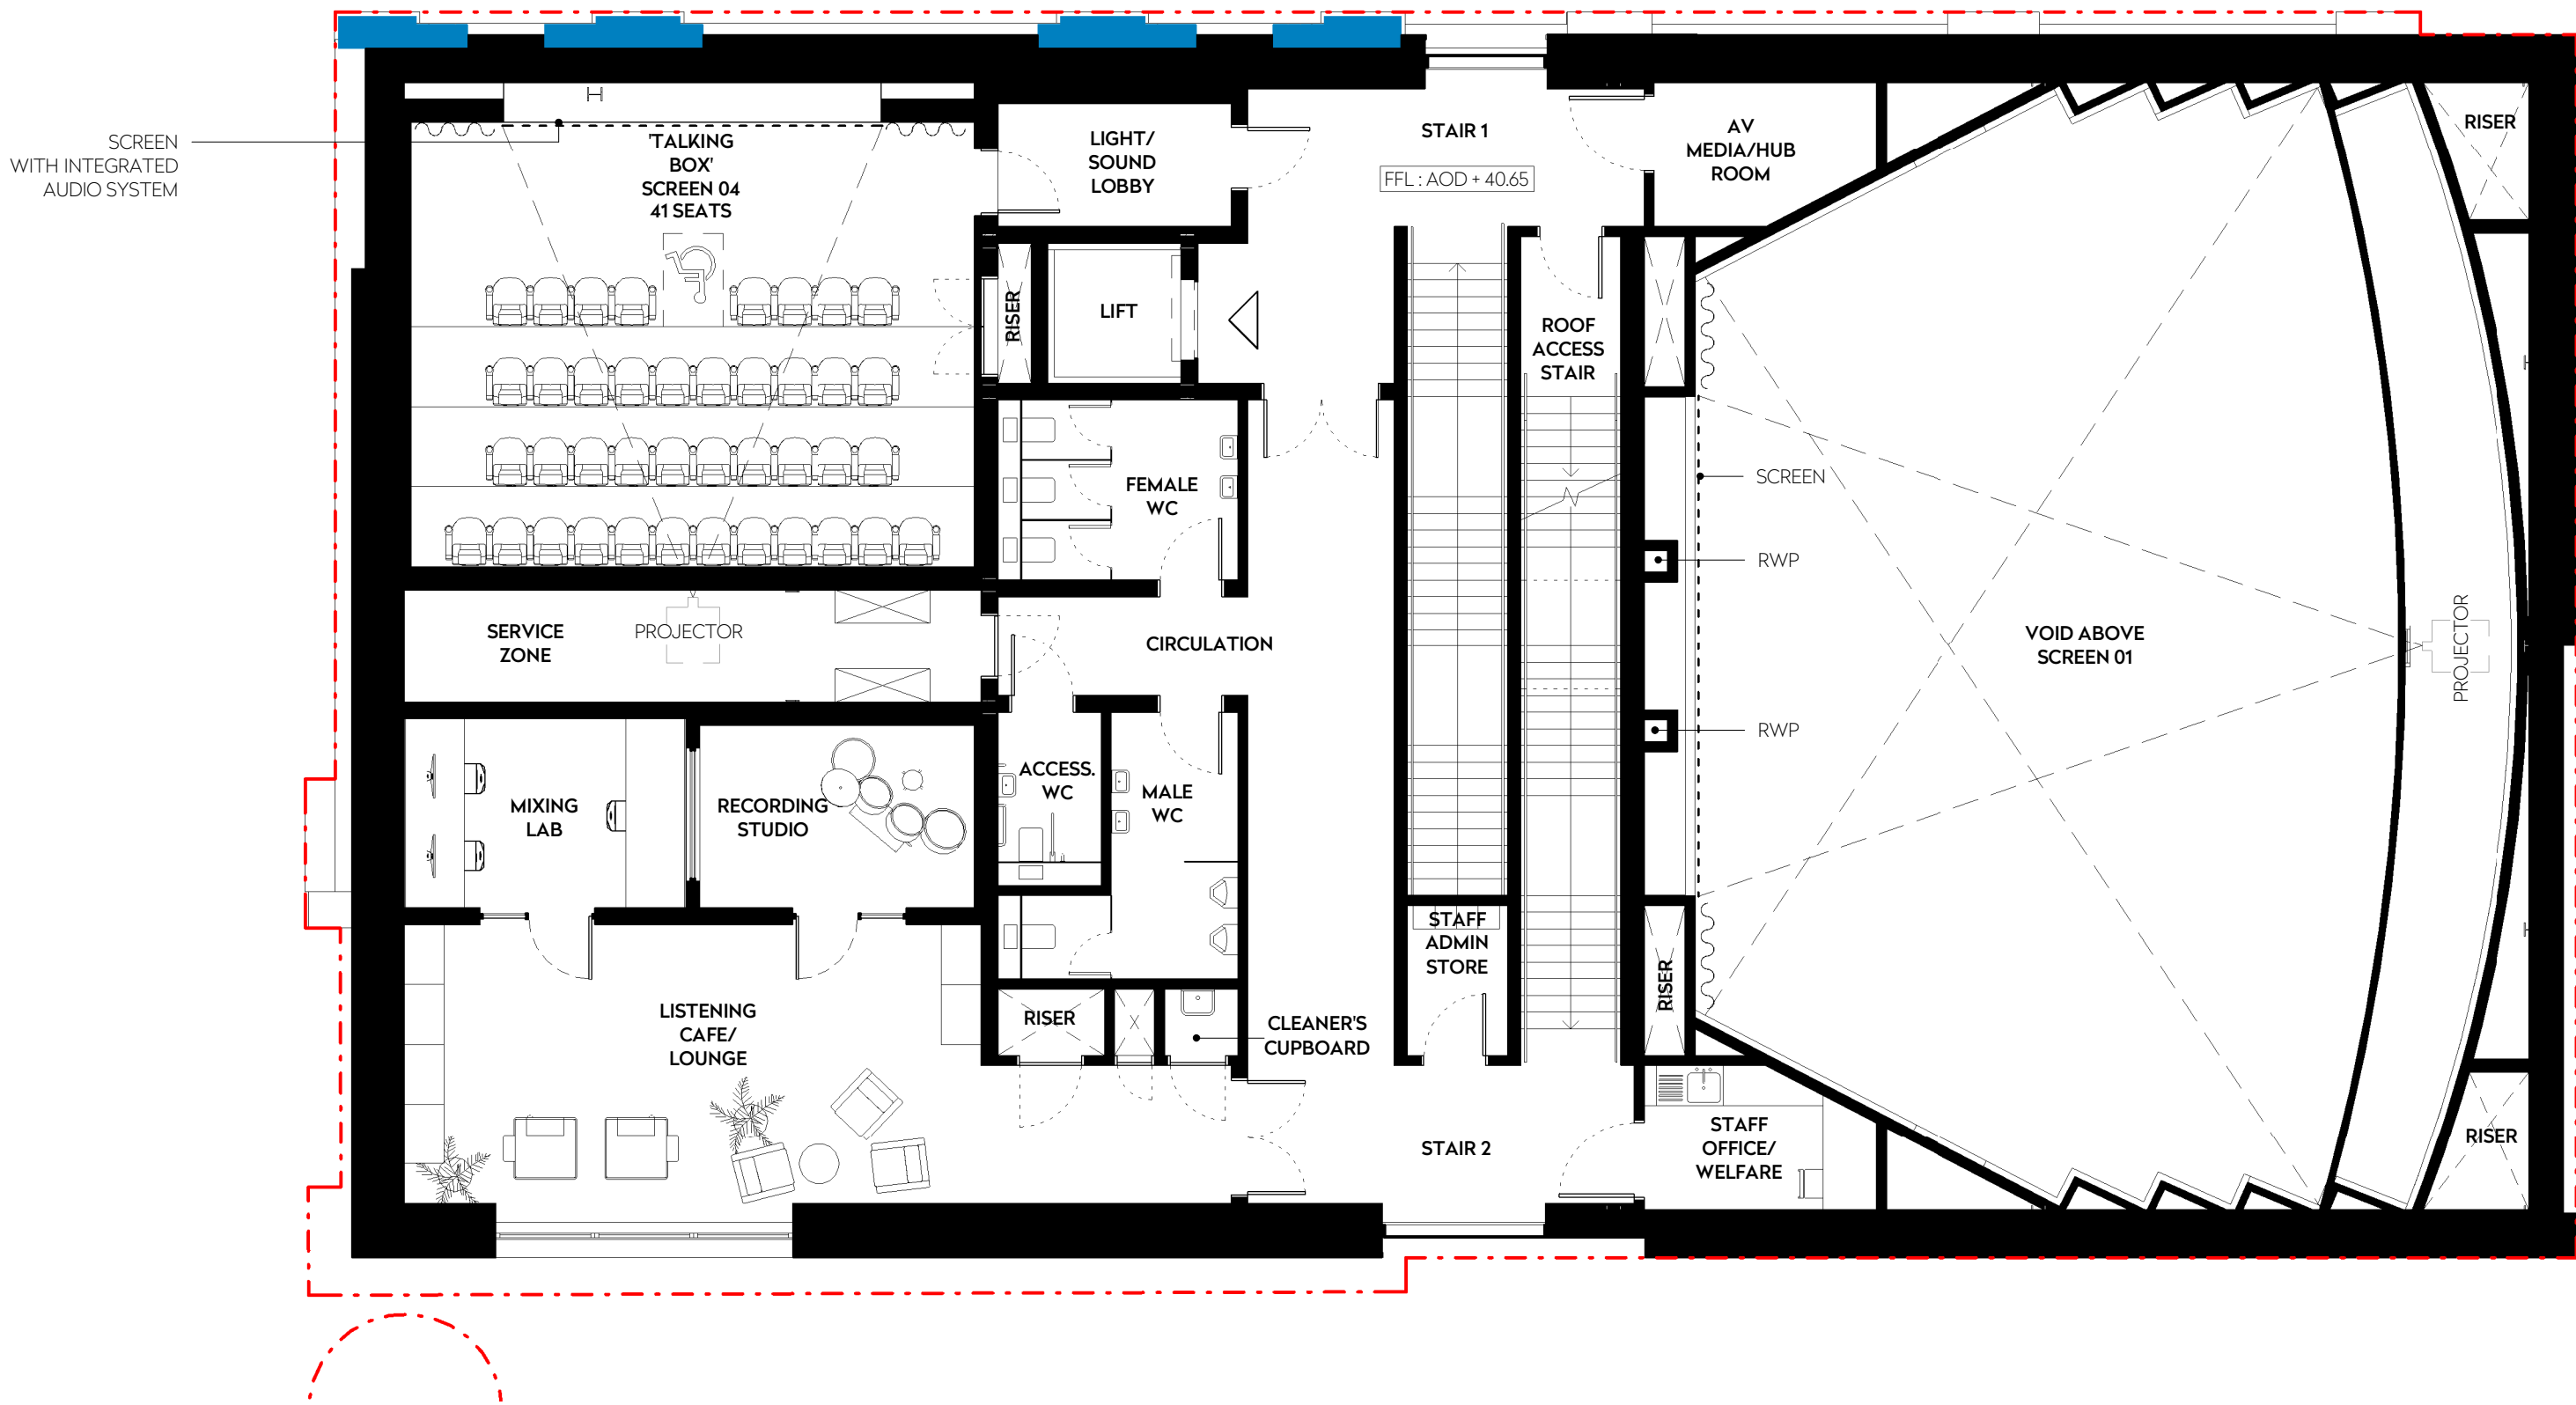 SCREEN
WITH INTEGRATED
AUDIO SYSTEM
'TALKING
BOX'
SCREEN 04
41 SEATS
LIGHT/
SOUND
LOBBY
STAIR 1
FFL : AOD + 40.65
AV
MEDIA/HUB
ROOM
RISER
RISER
LIFT
ROOF
ACCESS
STAIR
FEMALE
WC
SCREEN
RWP
SERVICE
ZONE
PROJECTOR
CIRCULATION
VOID ABOVE
SCREEN 01
PROJECTOR
RWP
MIXING
LAB
RECORDING
STUDIO
ACCESS.
WC
MALE
WC
STAFF
ADMIN
STORE
RISER
LISTENING
CAFE/
LOUNGE
RISER
CLEANER'S
CUPBOARD
STAIR 2
STAFF
OFFICE/
WELFARE
RISER